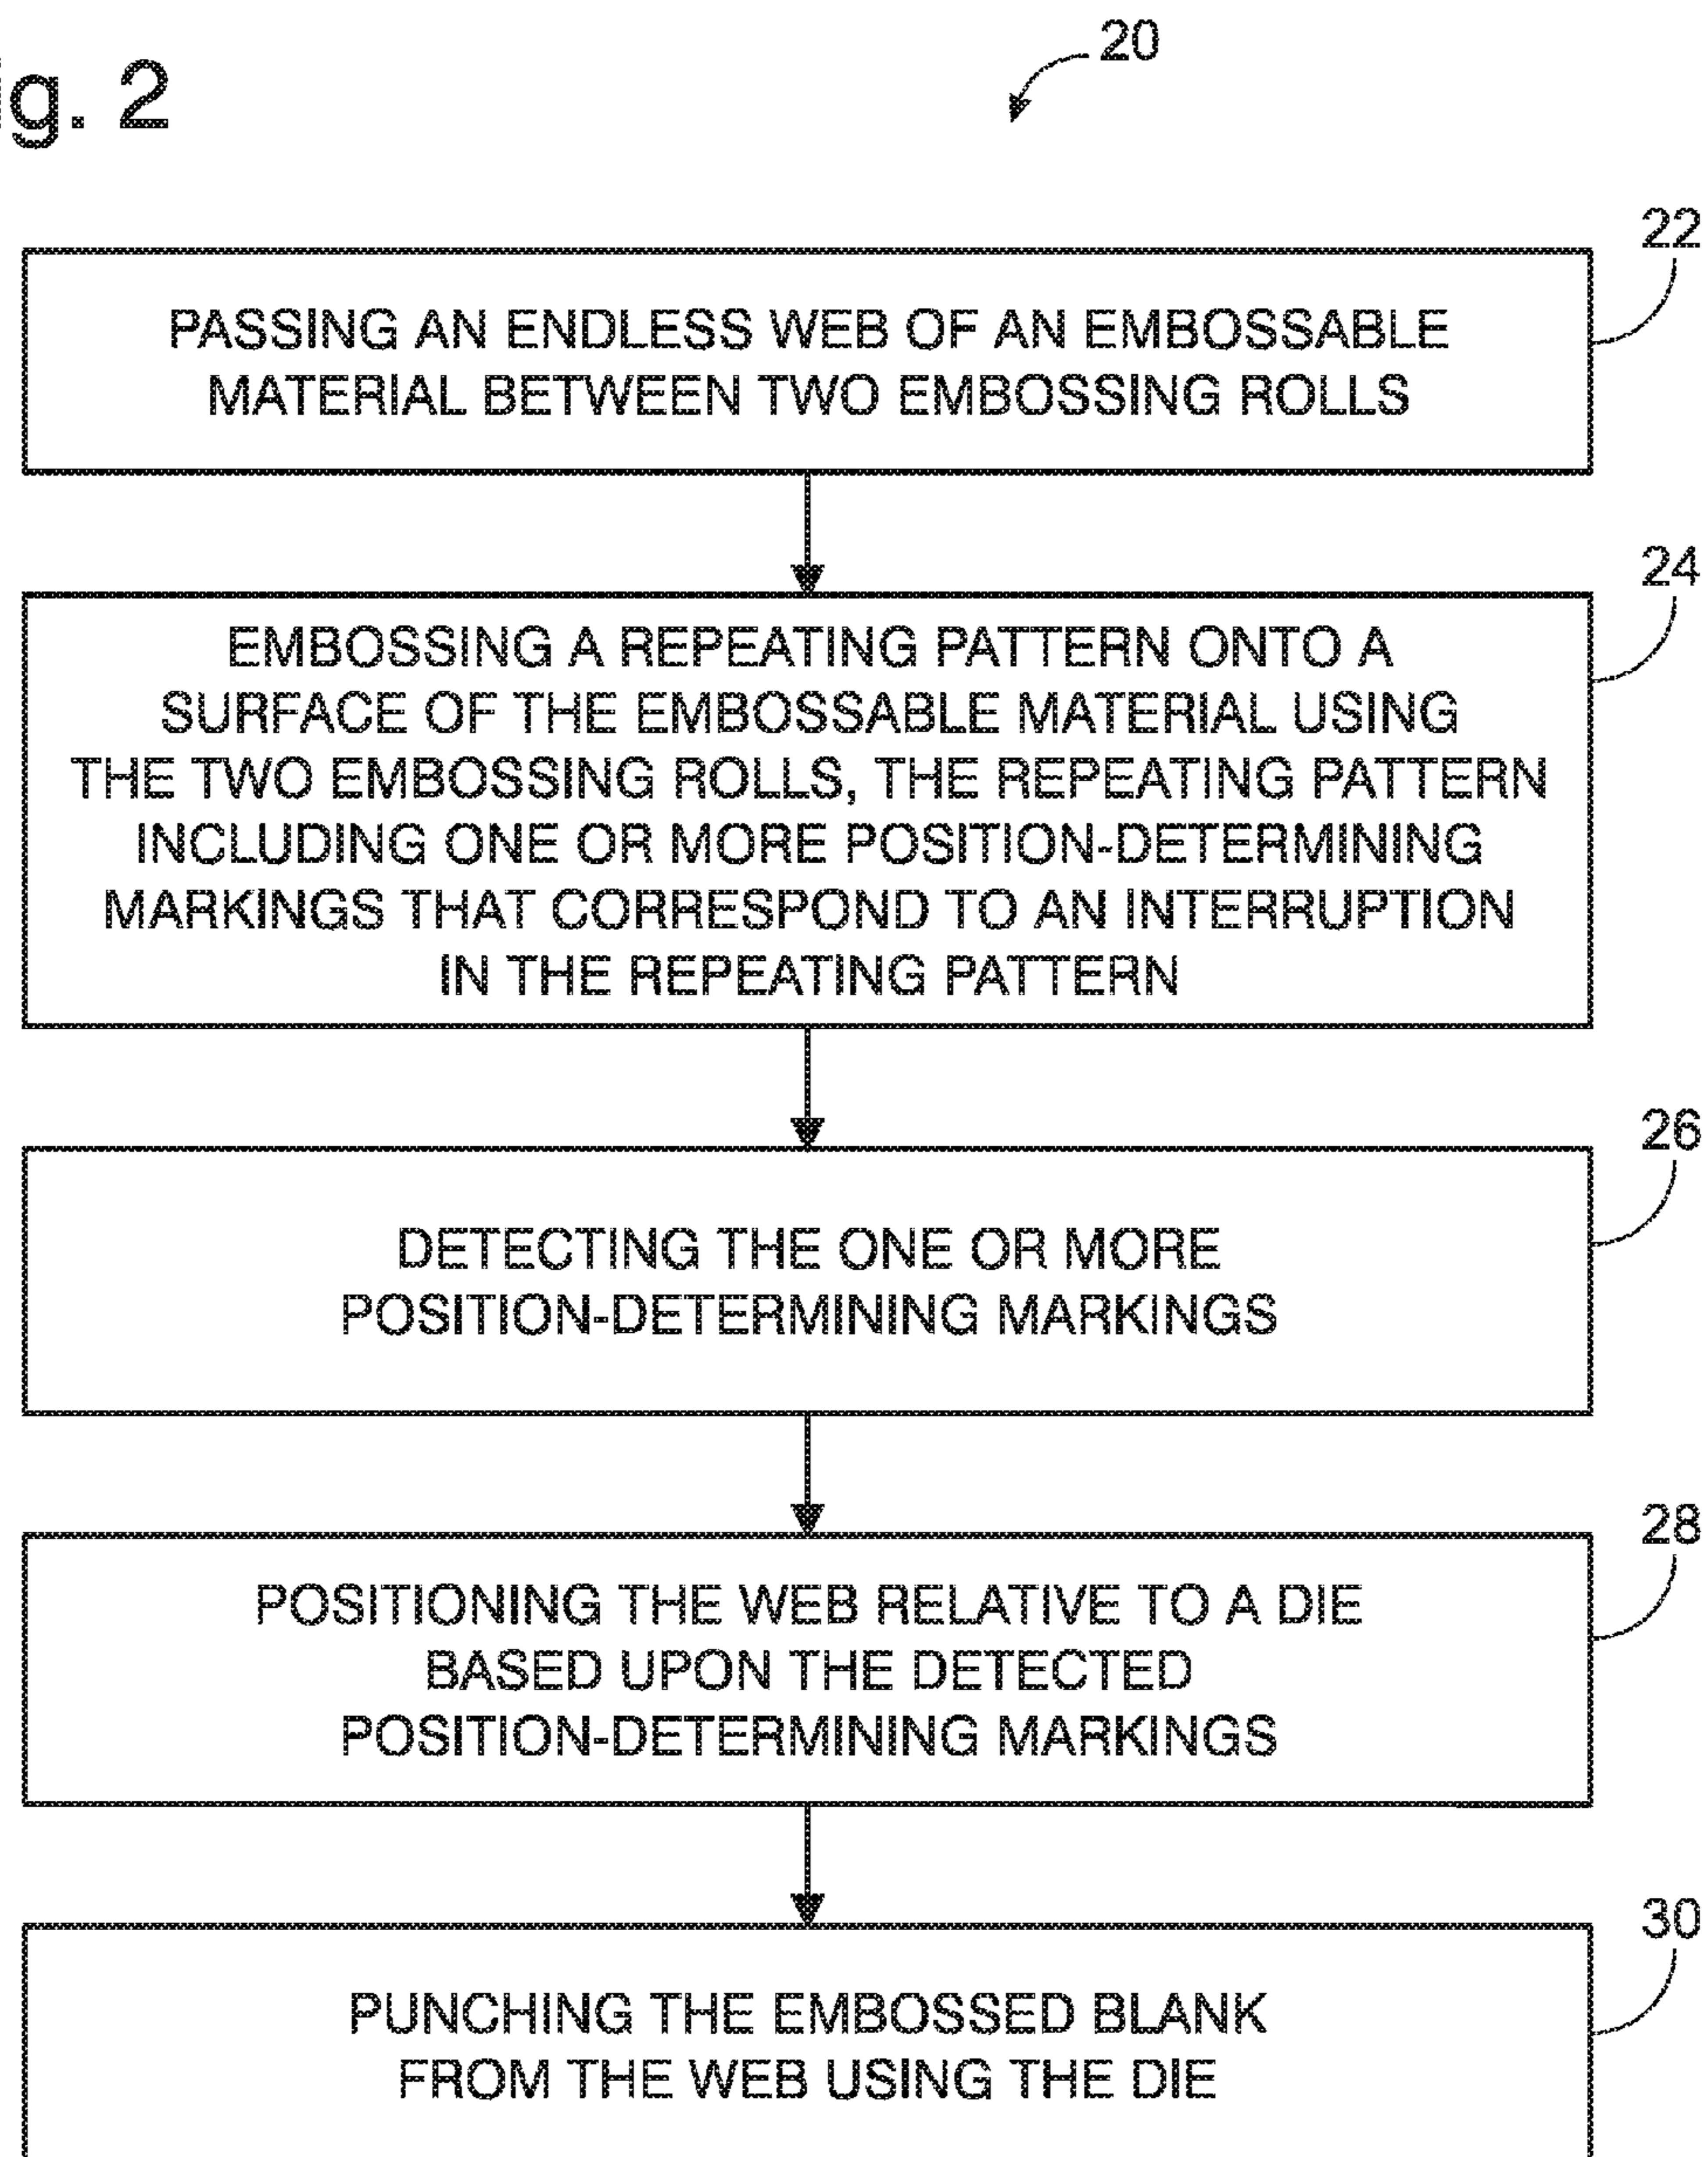 g. 2
20
22
PASSING AN ENDLESS WEB OF AN EMBOSSABLE
MATERIAL BETWEEN TWO EMBOSSING ROLLS
24
EMBOSSING A REPEATING PATTERN ONTO A
SURFACE OF THE EMBOSSABLE MATERIAL USING
THE TWO EMBOSSING ROLLS, THE REPEATING PATTERN
INCLUDING ONE OR MORE POSITION-DETERMINING
MARKINGS THAT CORRESPOND TO AN INTERRUPTION
IN THE REPEATING PATTERN
26
DETECTING THE ONE OR MORE
POSITION-DETERMINING MARKINGS
28
POSITIONING THE WEB RELATIVE TO A DIE
BASED UPON THE DETECTED
POSITION-DETERMINING MARKINGS
30
PUNCHING THE EMBOSSED BLANK
FROM THE WEB USING THE DIE